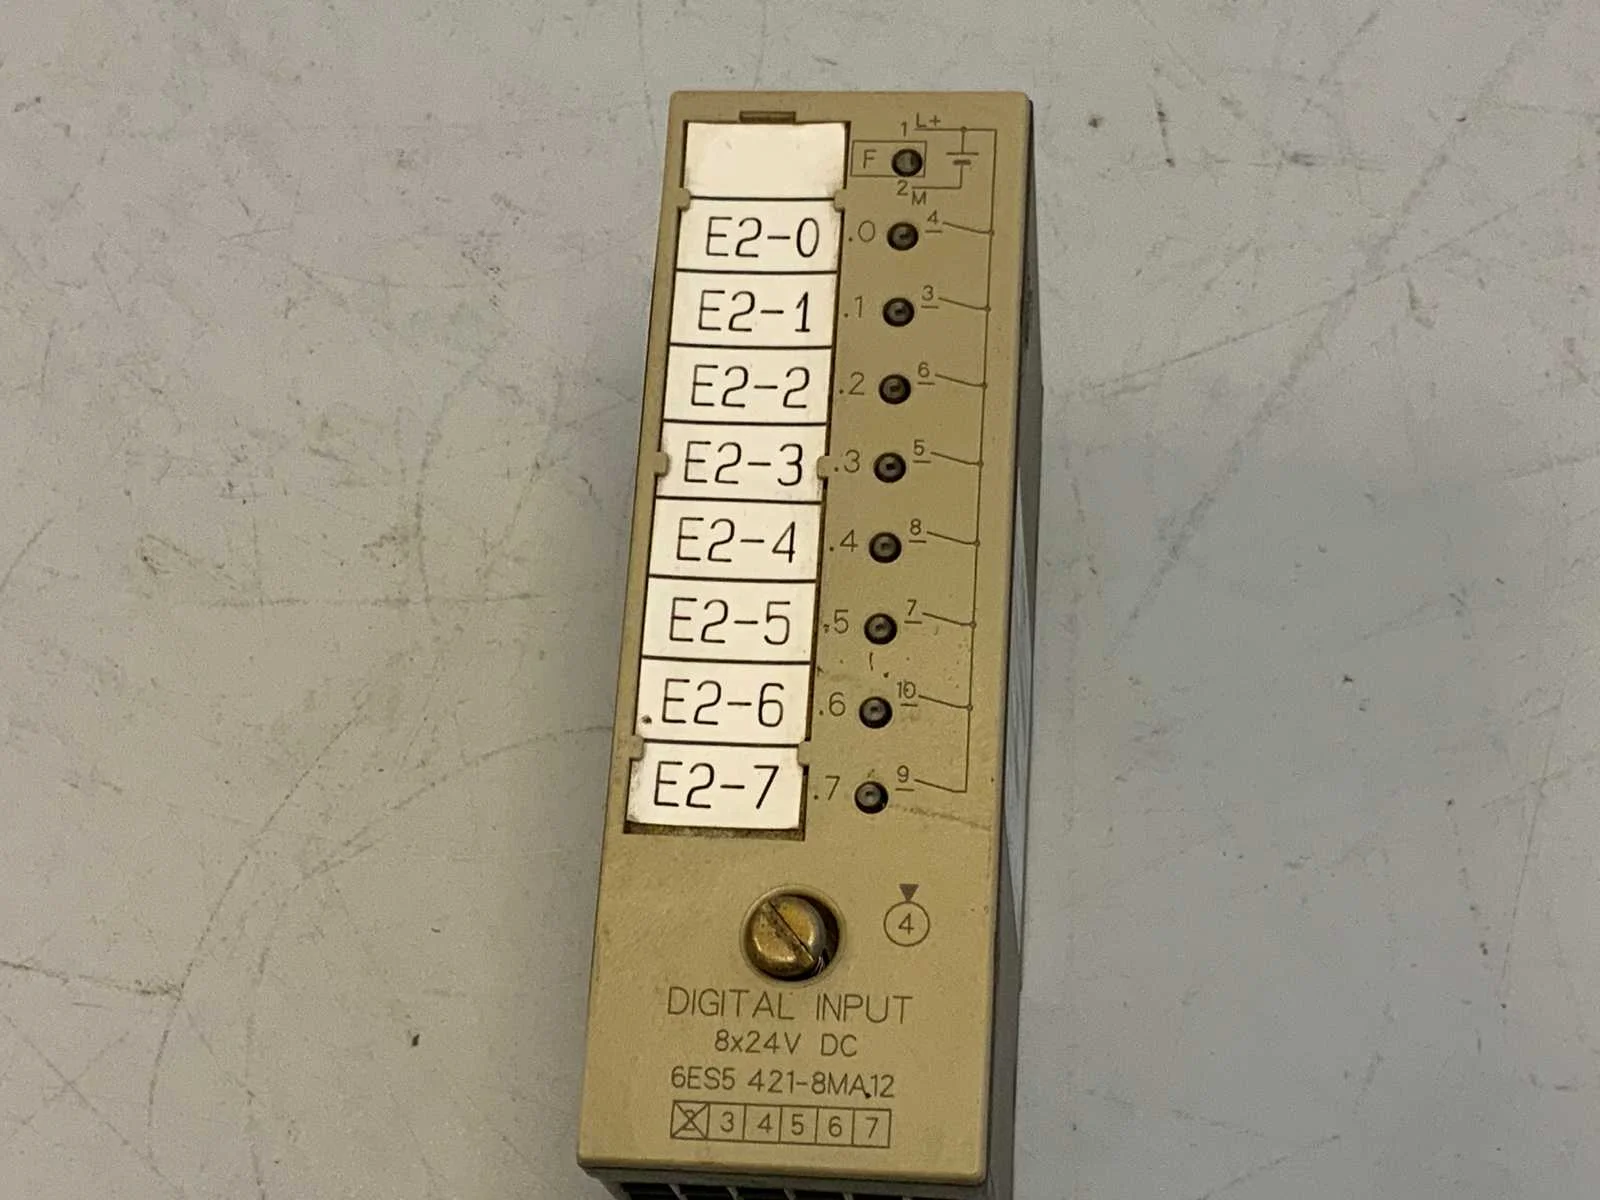 1 L+
F
2 M
E2-0 .0 4
E2-1 .1 3
E2-2 .2 6
E2-3 .3 5
E2-4 .4 8
E2-5 .5 7
E2-6 .6 10
E2-7 .7 9
4
DIGITAL INPUT
8x24V DC
6ES5 421-8MA12
2 3 4 5 6 7